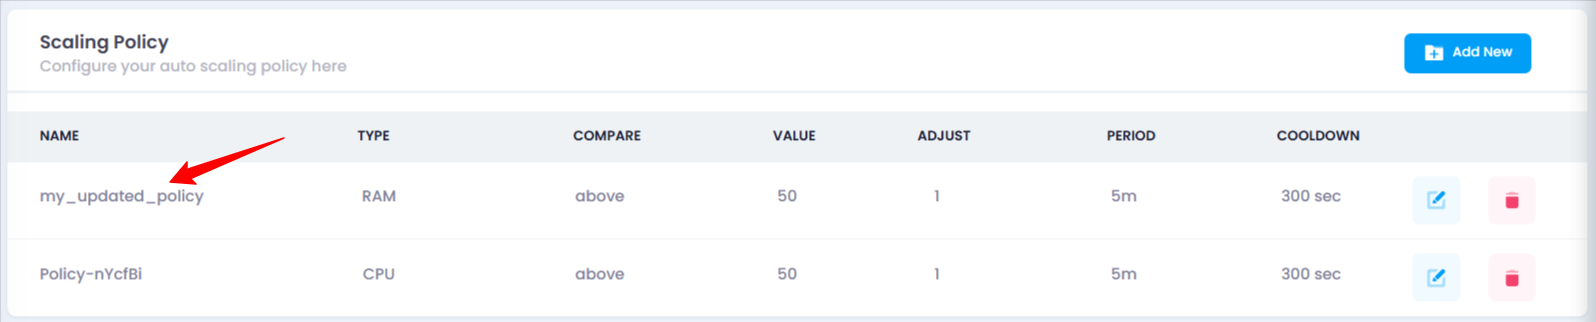 Scaling Policy
Configure your auto scaling policy here
Add New
NAME TYPE COMPARE VALUE ADJUST PERIOD COOLDOWN
my_updated_policy RAM above 50 1 5m 300 sec
Policy-nYcfBi CPU above 50 1 5m 300 sec